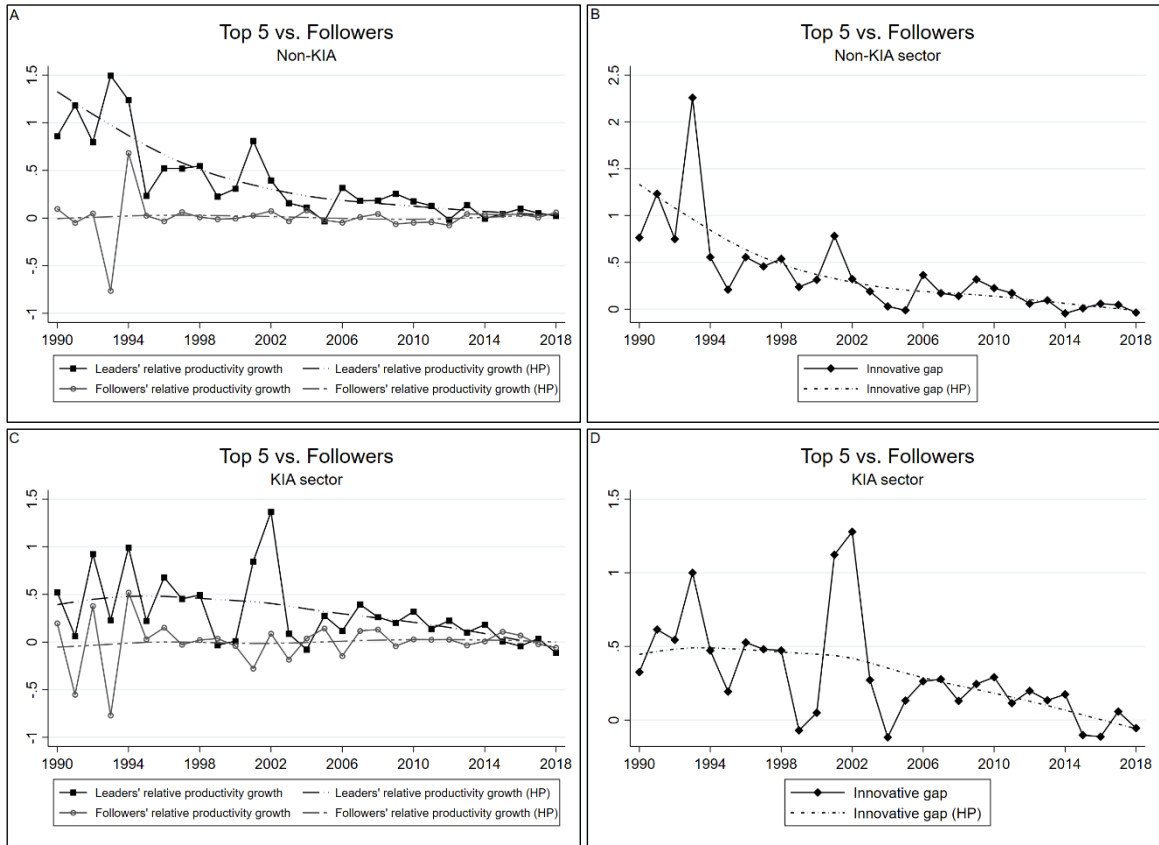 A
Top 5 vs. Followers
Non-KIA
1.5
1
.5
0
-.5
-1
1990 1994 1998 2002 2006 2010 2014 2018
Leaders' relative productivity growth Leaders' relative productivity growth (HP)
Followers' relative productivity growth Followers' relative productivity growth (HP)
B
Top 5 vs. Followers
Non-KIA sector
2.5
2
1.5
1
.5
0
1990 1994 1998 2002 2006 2010 2014 2018
Innovative gap
Innovative gap (HP)
C
Top 5 vs. Followers
KIA sector
1.5
1
.5
0
-.5
-1
1990 1994 1998 2002 2006 2010 2014 2018
Leaders' relative productivity growth Leaders' relative productivity growth (HP)
Followers' relative productivity growth Followers' relative productivity growth (HP)
D
Top 5 vs. Followers
KIA sector
1.5
1
.5
0
1990 1994 1998 2002 2006 2010 2014 2018
Innovative gap
Innovative gap (HP)